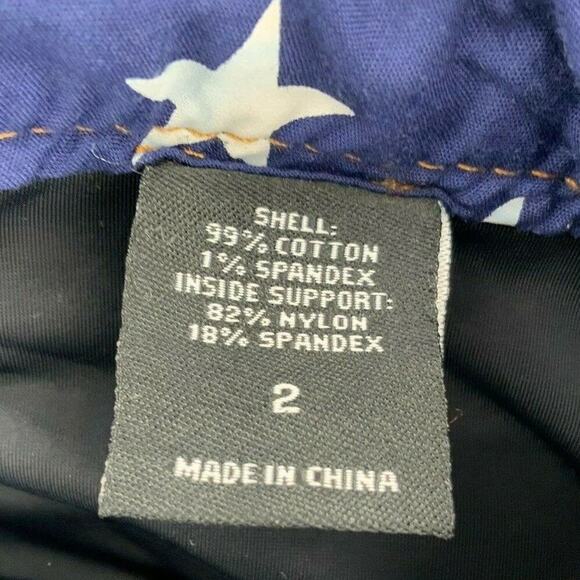 SHELL:
99% COTTON
1% SPANDEX
INSIDE SUPPORT:
82% NYLON
18% SPANDEX
2
MADE IN CHINA